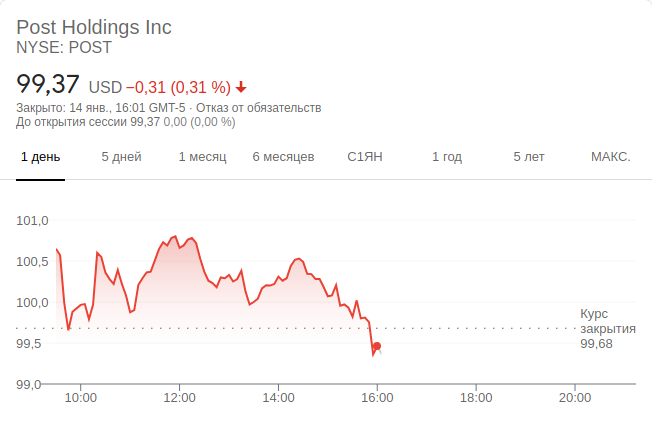 Post Holdings Inc
NYSE: POST
99,37 USD −0,31 (0,31 %)
Закрыто: 14 янв., 16:01 GMT-5 · Отказ от обязательств
До открытия сессии 99,37 0,00 (0,00 %)
1 день 5 дней 1 месяц 6 месяцев С1ЯН 1 год 5 лет МАКС.
101,0
100,5
100,0
Курс
закрытия
99,5
99,68
99,0
10:00 12:00 14:00 16:00 18:00 20:00